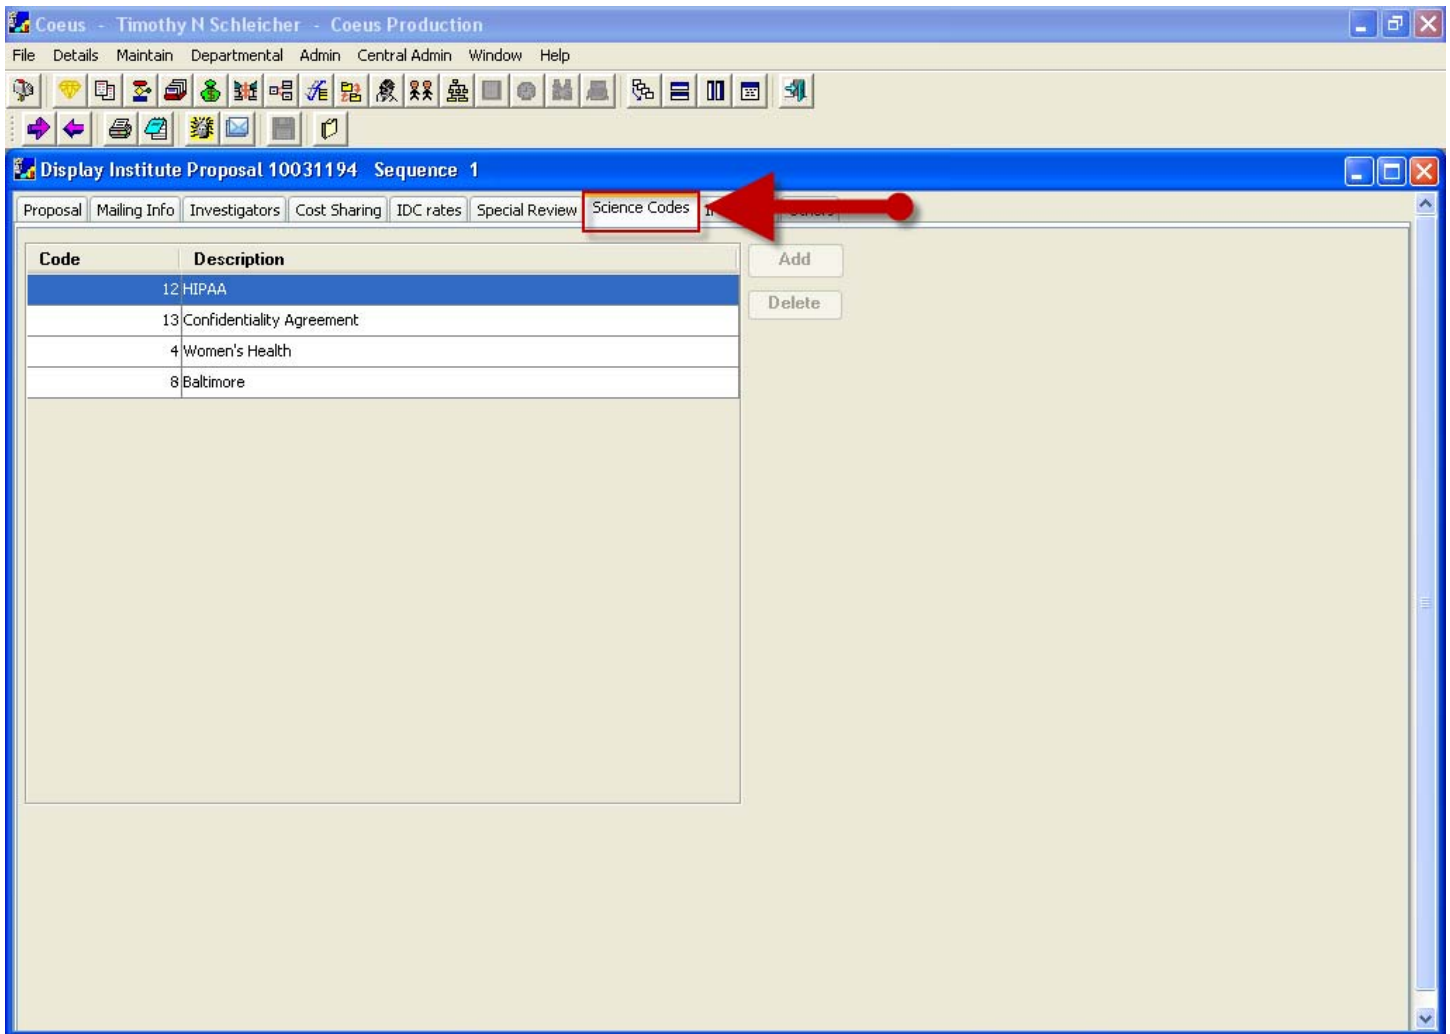 Coeus - Timothy N Schleicher - Coeus Production
File Details Maintain Departmental Admin Central Admin Window Help
Display Institute Proposal 10031194 Sequence 1
Proposal Mailing Info Investigators Cost Sharing IDC rates Special Review Science Codes
Code Description Add
12 HIPAA
Delete
13 Confidentiality Agreement
4 Women's Health
8 Baltimore